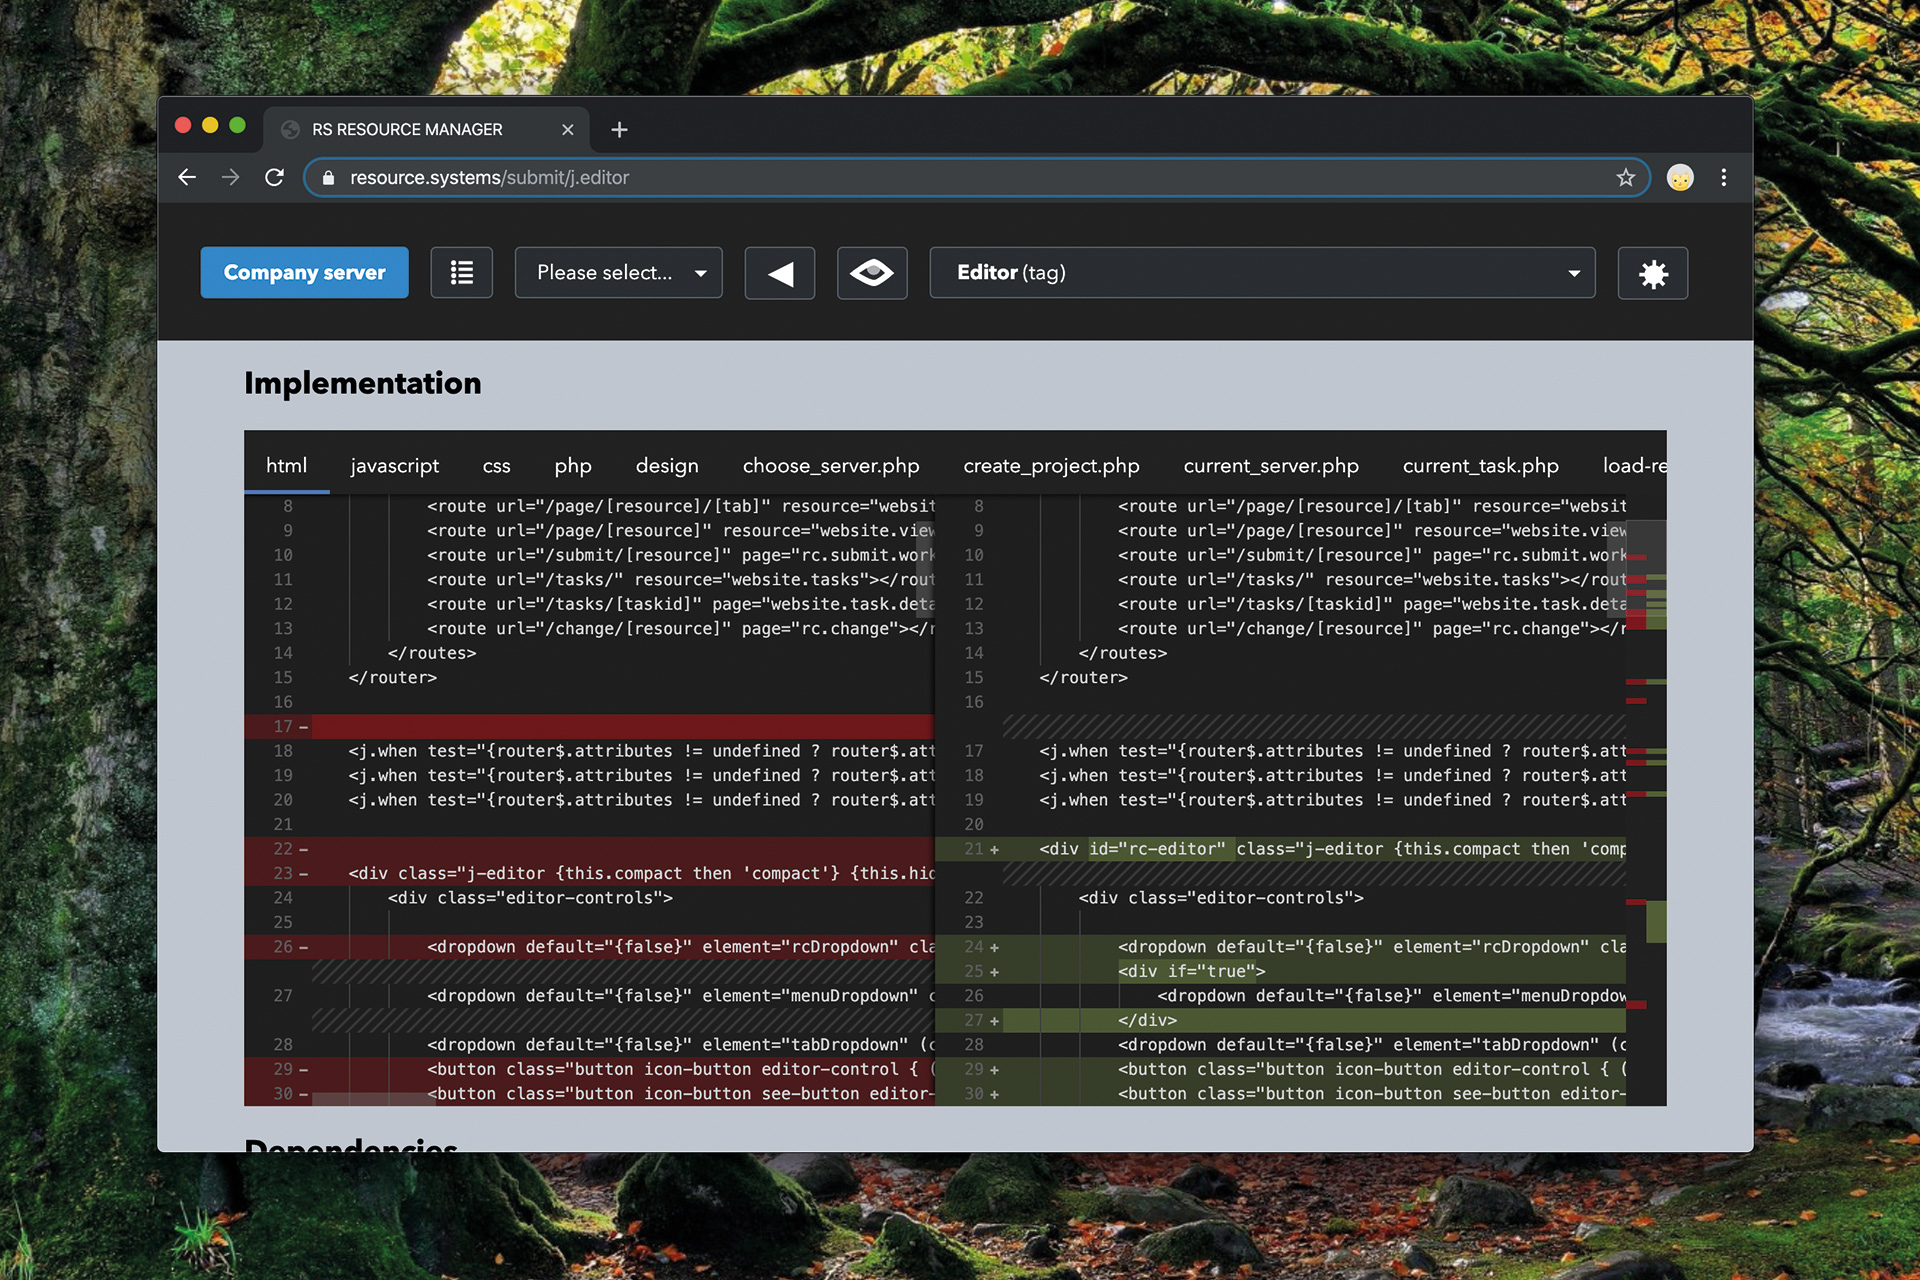 RS RESOURCE MANAGER
resource.systems/submit/j.editor
Company server
Please select...
Editor (tag)
Implementation
html javascript css php design choose_server.php create_project.php current_server.php current_task.php load-re
8 <route url="/page/[resource]/[tab]" resource="websit
9 <route url="/page/[resource]" resource="website.view
10 <route url="/submit/[resource]" page="rc.submit.work
11 <route url="/tasks/" resource="website.tasks"></rout
12 <route url="/tasks/[taskid]" page="website.task.deta
13 <route url="/change/[resource]" page="rc.change"></r
14 </routes>
15 </router>
16
17 −
18 <j.when test="{router$.attributes != undefined ? router$.att
19 <j.when test="{router$.attributes != undefined ? router$.att
20 <j.when test="{router$.attributes != undefined ? router$.att
21
22 −
23 − <div class="j-editor {this.compact then 'compact'} {this.hid
24 <div class="editor-controls">
25
26 − <dropdown default="{false}" element="rcDropdown" cla
27 <dropdown default="{false}" element="menuDropdown" c
28 <dropdown default="{false}" element="tabDropdown" (c
29 − <button class="button icon-button editor-control { (
30 − <button class="button icon-button see-button editor-
8 <route url="/page/[resource]/[tab]" resource="websit
9 <route url="/page/[resource]" resource="website.view
10 <route url="/submit/[resource]" page="rc.submit.work
11 <route url="/tasks/" resource="website.tasks"></rout
12 <route url="/tasks/[taskid]" page="website.task.deta
13 <route url="/change/[resource]" page="rc.change"></r
14 </routes>
15 </router>
16
17 <j.when test="{router$.attributes != undefined ? router$.att
18 <j.when test="{router$.attributes != undefined ? router$.att
19 <j.when test="{router$.attributes != undefined ? router$.att
20
21 + <div id="rc-editor" class="j-editor {this.compact then 'comp
22 <div class="editor-controls">
23
24 + <dropdown default="{false}" element="rcDropdown" cla
25 + <div if="true">
26 <dropdown default="{false}" element="menuDropdow
27 + </div>
28 <dropdown default="{false}" element="tabDropdown" (c
29 + <button class="button icon-button editor-control { (
30 + <button class="button icon-button see-button editor-
Dependencies